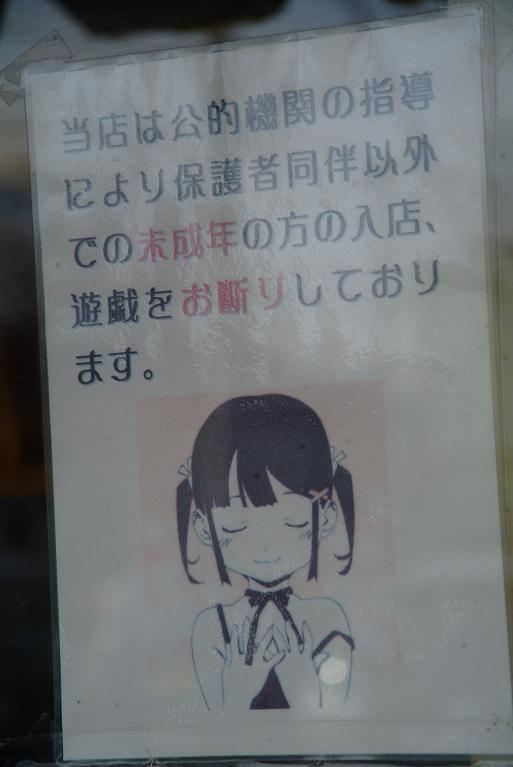 当店は公的機関の指導
により保護者同伴以外
での未成年の方の入店、
遊戯をお断りしており
ます。